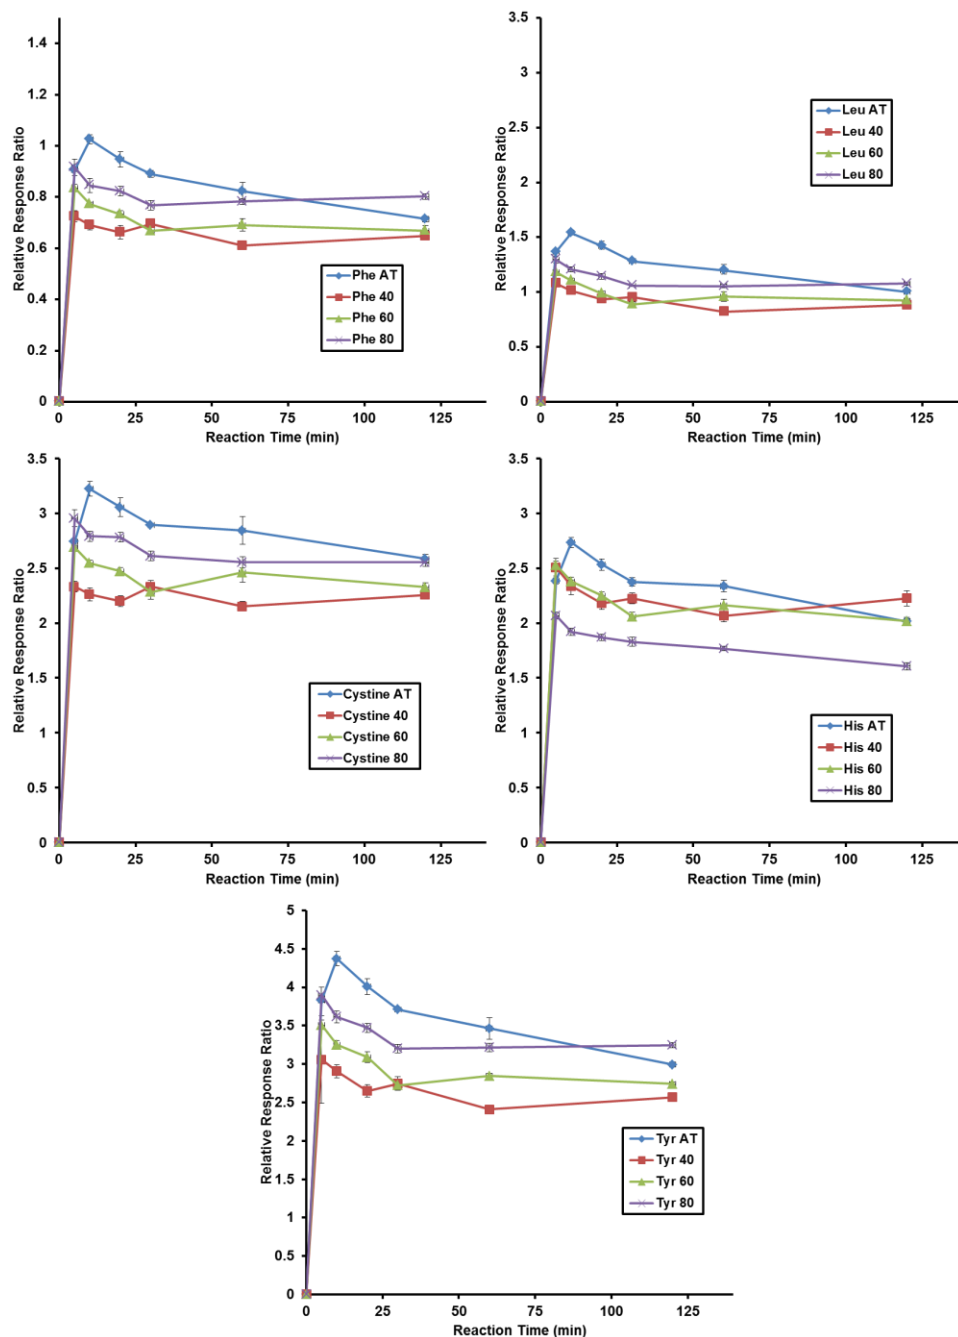 Relative Response Ratio
1.4
1.2
1
0.8
0.6
0.4
0.2
0
0 25 50 75 100 125
Reaction Time (min)
Phe AT
Phe 40
Phe 60
Phe 80
Relative Response Ratio
3.5
3
2.5
2
1.5
1
0.5
0
0 25 50 75 100 125
Reaction Time (min)
Leu AT
Leu 40
Leu 60
Leu 80
Relative Response Ratio
3.5
3
2.5
2
1.5
1
0.5
0
0 25 50 75 100 125
Reaction Time (min)
Cystine AT
Cystine 40
Cystine 60
Cystine 80
Relative Response Ratio
3.5
3
2.5
2
1.5
1
0.5
0
0 25 50 75 100 125
Reaction Time (min)
His AT
His 40
His 60
His 80
Relative Response Ratio
5
4.5
4
3.5
3
2.5
2
1.5
1
0.5
0
0 25 50 75 100 125
Reaction Time (min)
Tyr AT
Tyr 40
Tyr 60
Tyr 80